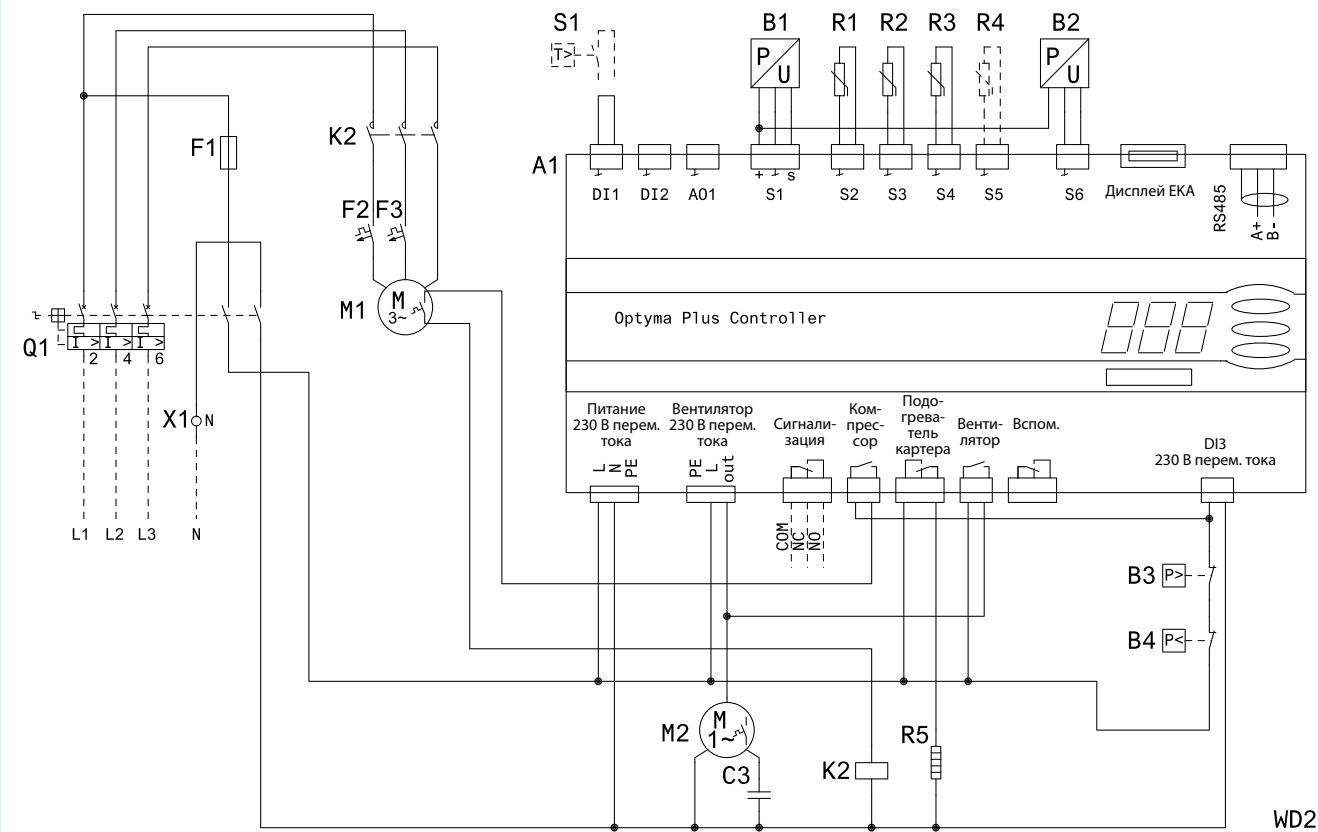 S1
B1
R1
R2
R3
R4
B2
T>
P
U
P
U
K2
F1
A1
+
S
DI1
DI2
AO1
S1
S2
S3
S4
S5
S6
Дисплей EKA
RS485
A+
B-
F2
F3
M1
M
3~
Optyma Plus Controller
Q1
I >
I >
I >
2
4
6
X1
N
Питание
230 В перем.
тока
Вентилятор
230 В перем.
тока
Сигнали-
зация
Ком-
прес-
сор
Подо-
грева-
тель
картера
Венти-
лятор
Вспом.
DI3
230 В перем. тока
L
N
PE
PE
L
out
L1
L2
L3
N
COM
NC
NO
B3
P>
B4
P<
M2
M
1~
C3
K2
R5
WD2